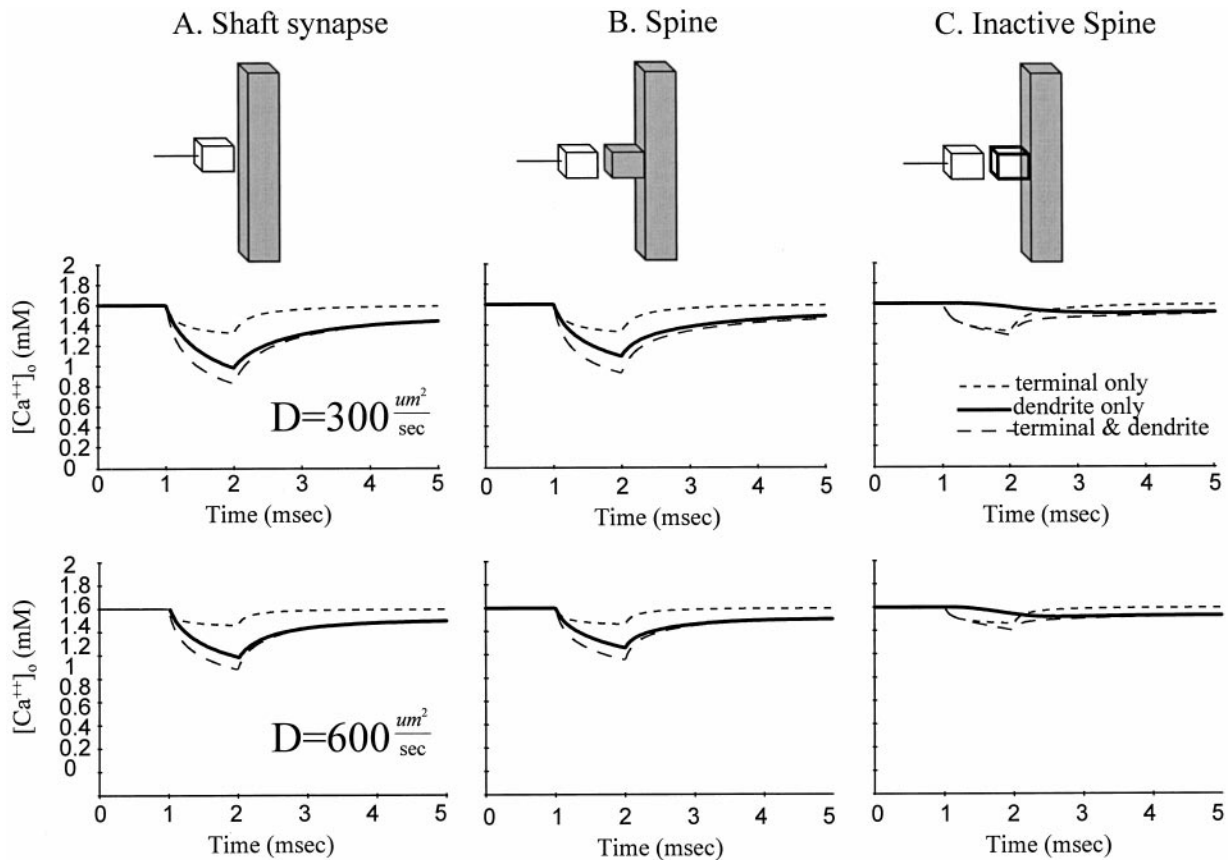 A. Shaft synapse
B. Spine
C. Inactive Spine
[Ca⁺⁺]ₒ (mM)
2
1.8
1.6
1.4
1.2
1
0.8
0.6
0.4
0.2
0
D=300 um²/sec
terminal only
dendrite only
terminal & dendrite
0 1 2 3 4 5
0 1 2 3 4 5
0 1 2 3 4 5
Time (msec)
Time (msec)
Time (msec)
[Ca⁺⁺]ₒ (mM)
2
1.8
1.6
1.4
1.2
1
0.8
0.6
0.4
0.2
0
D=600 um²/sec
0 1 2 3 4 5
0 1 2 3 4 5
0 1 2 3 4 5
Time (msec)
Time (msec)
Time (msec)